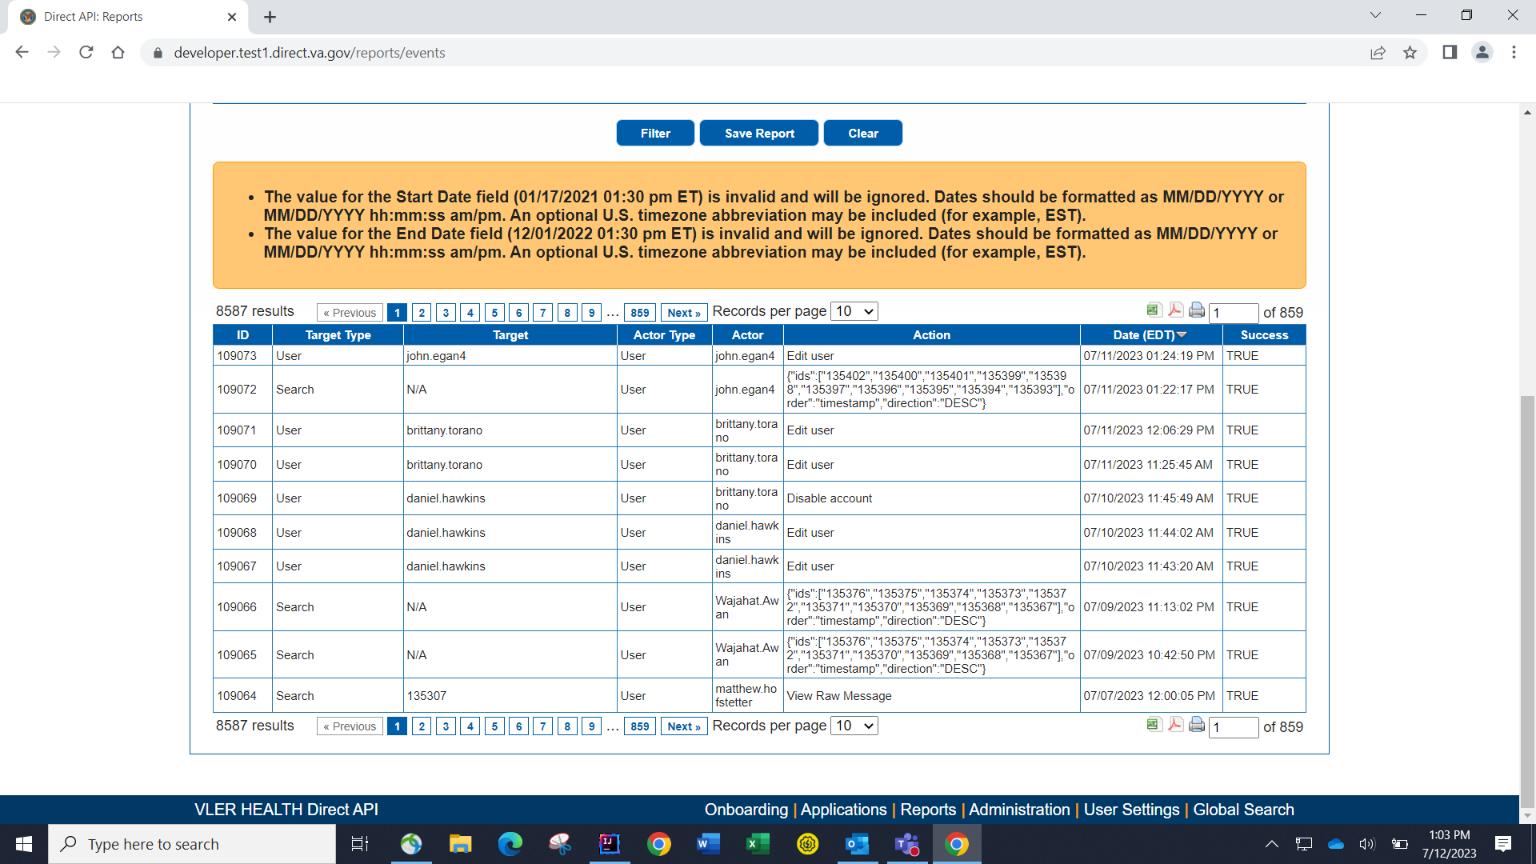 Direct API: Reports
developer.test1.direct.va.gov/reports/events
Filter
Save Report
Clear
• The value for the Start Date field (01/17/2021 01:30 pm ET) is invalid and will be ignored. Dates should be formatted as MM/DD/YYYY or
MM/DD/YYYY hh:mm:ss am/pm. An optional U.S. timezone abbreviation may be included (for example, EST).
• The value for the End Date field (12/01/2022 01:30 pm ET) is invalid and will be ignored. Dates should be formatted as MM/DD/YYYY or
MM/DD/YYYY hh:mm:ss am/pm. An optional U.S. timezone abbreviation may be included (for example, EST).
8587 results « Previous 1 2 3 4 5 6 7 8 9 ... 859 Next » Records per page 10 1 of 859
ID Target Type Target Actor Type Actor Action Date (EDT) Success
109073 User john.egan4 User john.egan4 Edit user 07/11/2023 01:24:19 PM TRUE
109072 Search N/A User john.egan4 {"ids":["135402","135400","135401","135399","13539
8","135397","135396","135395","135394","135393"],"o
rder":"timestamp","direction":"DESC"} 07/11/2023 01:22:17 PM TRUE
109071 User brittany.torano User brittany.tora
no Edit user 07/11/2023 12:06:29 PM TRUE
109070 User brittany.torano User brittany.tora
no Edit user 07/11/2023 11:25:45 AM TRUE
109069 User daniel.hawkins User brittany.tora
no Disable account 07/10/2023 11:45:49 AM TRUE
109068 User daniel.hawkins User daniel.hawk
ins Edit user 07/10/2023 11:44:02 AM TRUE
109067 User daniel.hawkins User daniel.hawk
ins Edit user 07/10/2023 11:43:20 AM TRUE
109066 Search N/A User Wajahat.Aw
an {"ids":["135376","135375","135374","135373","13537
2","135371","135370","135369","135368","135367"],"o
rder":"timestamp","direction":"DESC"} 07/09/2023 11:13:02 PM TRUE
109065 Search N/A User Wajahat.Aw
an {"ids":["135376","135375","135374","135373","13537
2","135371","135370","135369","135368","135367"],"o
rder":"timestamp","direction":"DESC"} 07/09/2023 10:42:50 PM TRUE
109064 Search 135307 User matthew.ho
fstetter View Raw Message 07/07/2023 12:00:05 PM TRUE
8587 results « Previous 1 2 3 4 5 6 7 8 9 ... 859 Next » Records per page 10 1 of 859
VLER HEALTH Direct API
Onboarding | Applications | Reports | Administration | User Settings | Global Search
Type here to search
1:03 PM
7/12/2023